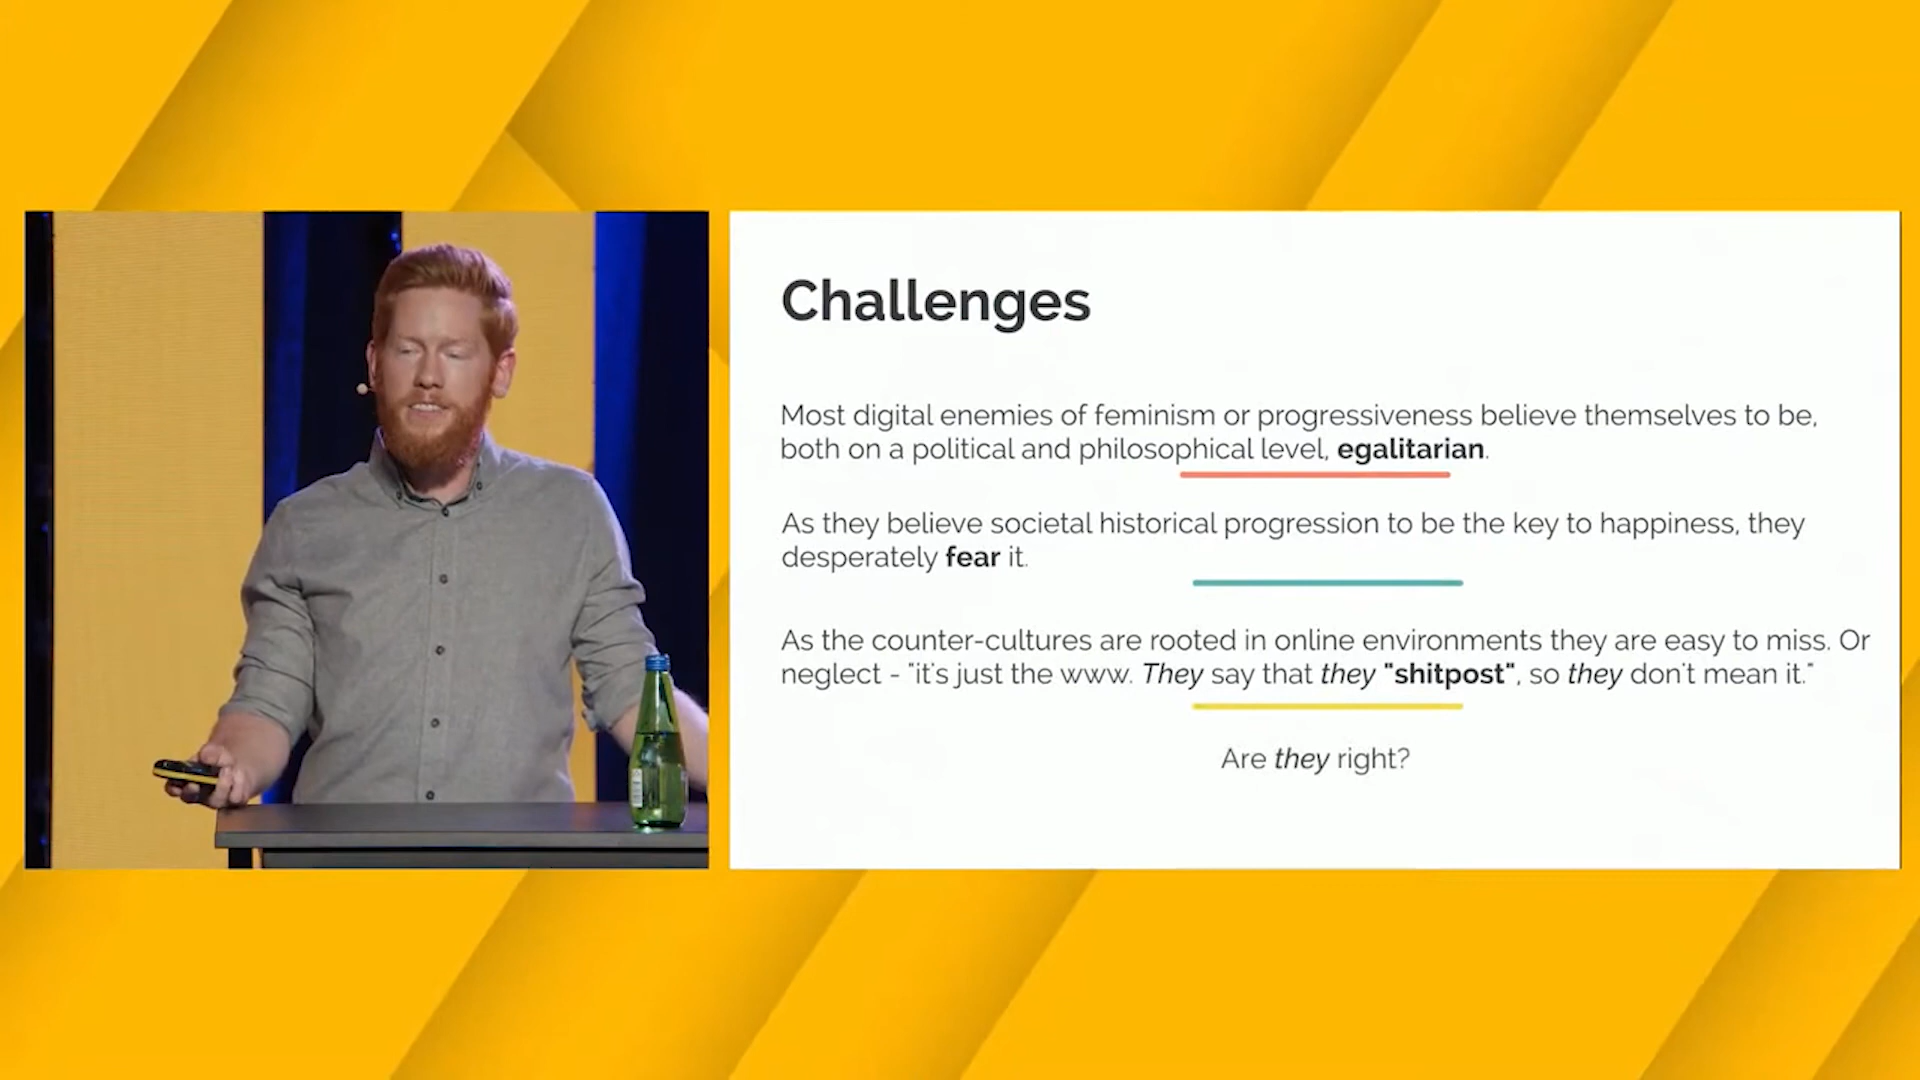 Challenges
Most digital enemies of feminism or progressiveness believe themselves to be,
both on a political and philosophical level, egalitarian.
As they believe societal historical progression to be the key to happiness, they
desperately fear it.
As the counter-cultures are rooted in online environments they are easy to miss. Or
neglect - "it's just the www. They say that they "shitpost", so they don't mean it."
Are they right?